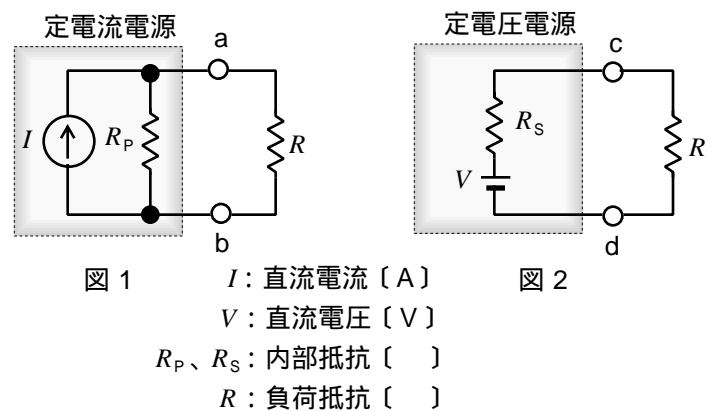 定電流電源
定電圧電源
a
c
I
R_P
R
R_S
V
R
b
d
図 1
図 2
I：直流電流〔A〕
V：直流電圧〔V〕
R_P、R_S：内部抵抗〔　〕
R：負荷抵抗〔　〕